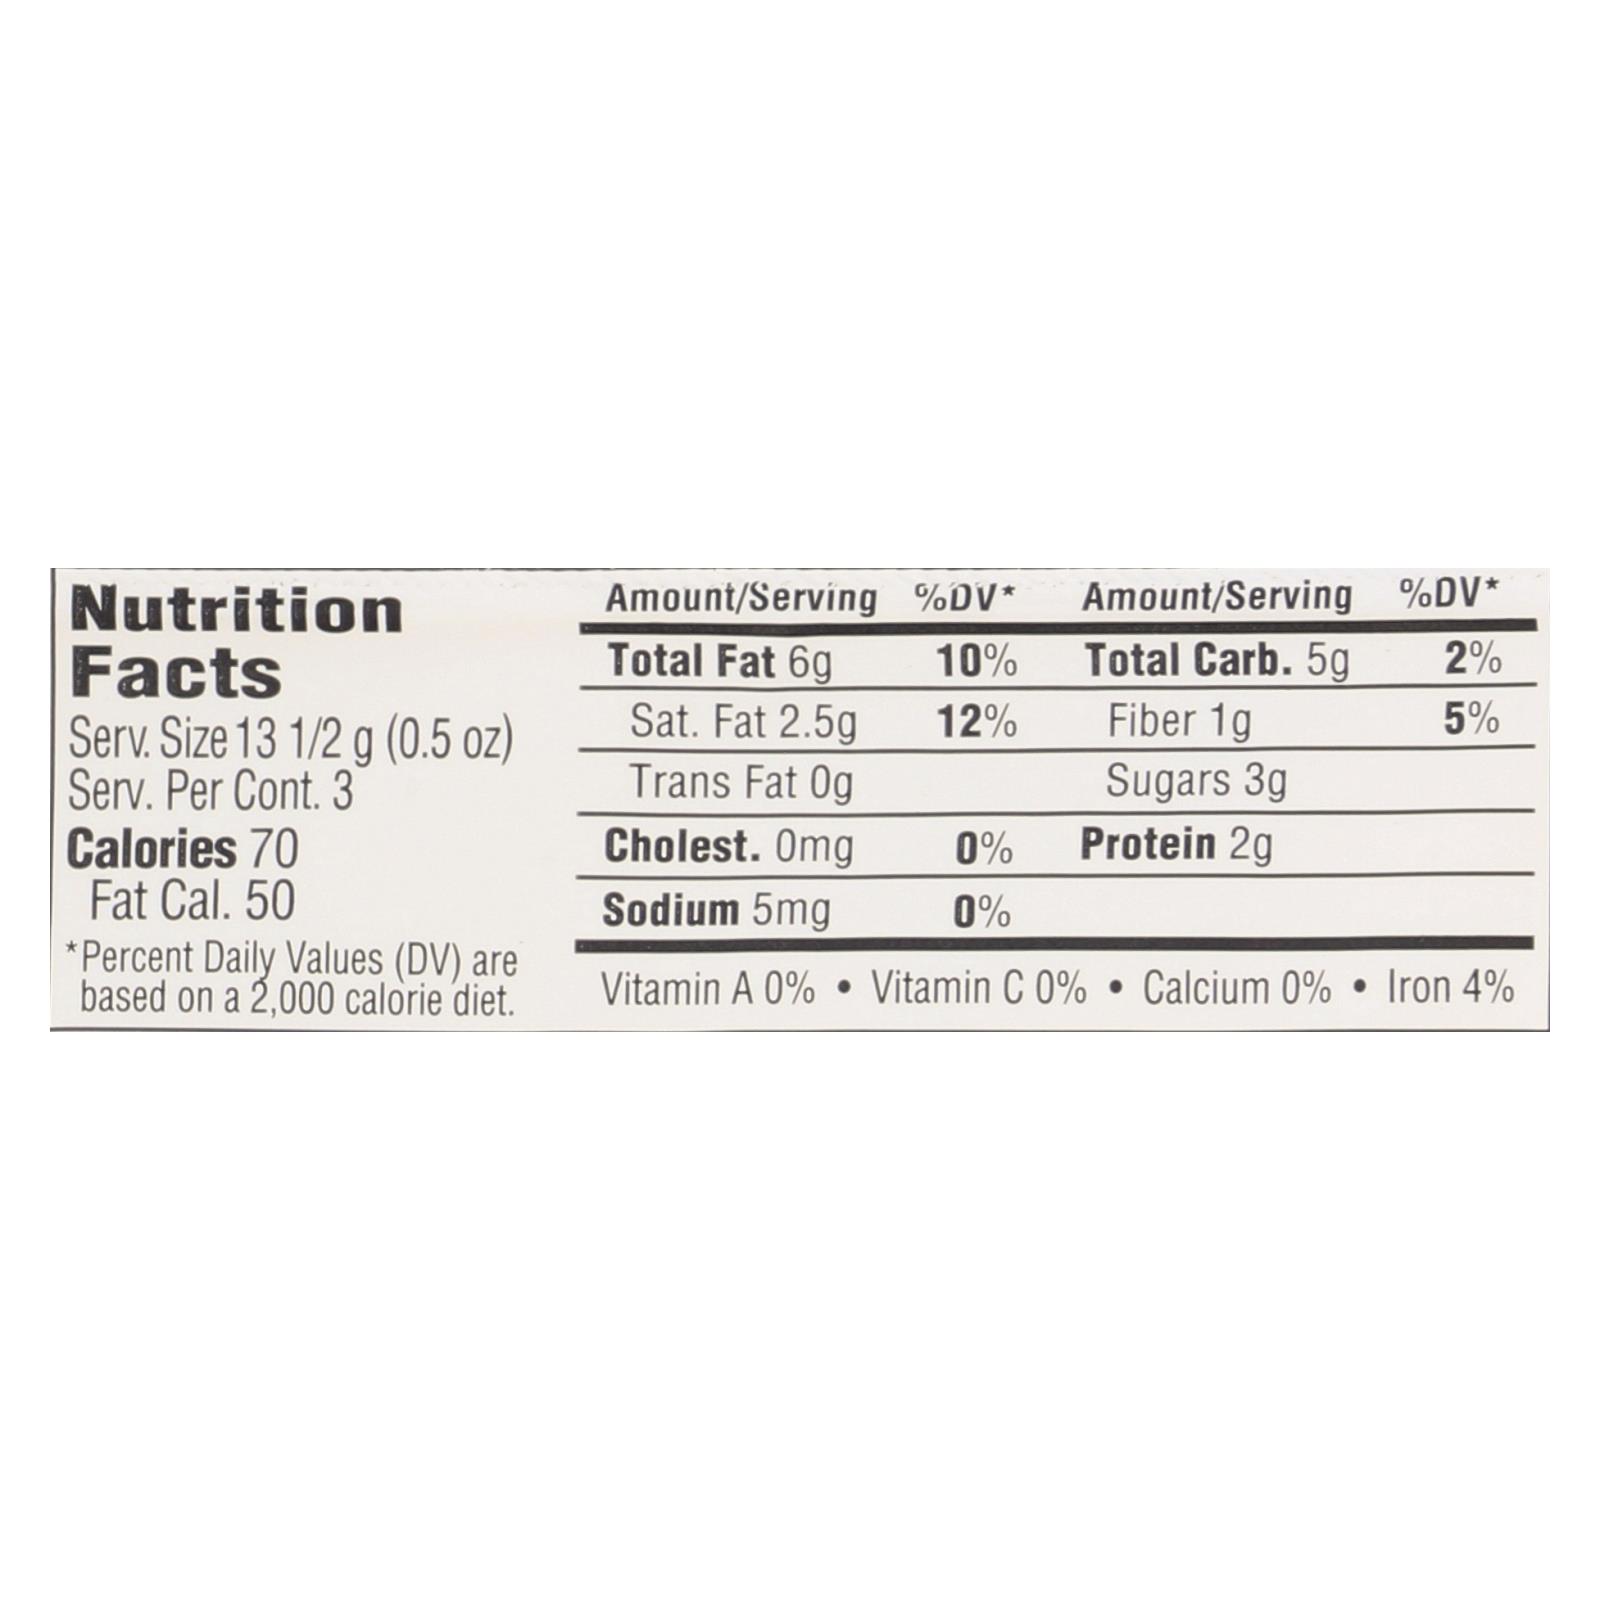 Nutrition
Facts
Serv. Size 13 1/2 g (0.5 oz)
Serv. Per Cont. 3
Calories 70
Fat Cal. 50
*Percent Daily Values (DV) are
based on a 2,000 calorie diet.
Amount/Serving %DV* Amount/Serving %DV*
Total Fat 6g 10% Total Carb. 5g 2%
Sat. Fat 2.5g 12% Fiber 1g 5%
Trans Fat 0g Sugars 3g
Cholest. 0mg 0% Protein 2g
Sodium 5mg 0%
Vitamin A 0% • Vitamin C 0% • Calcium 0% • Iron 4%